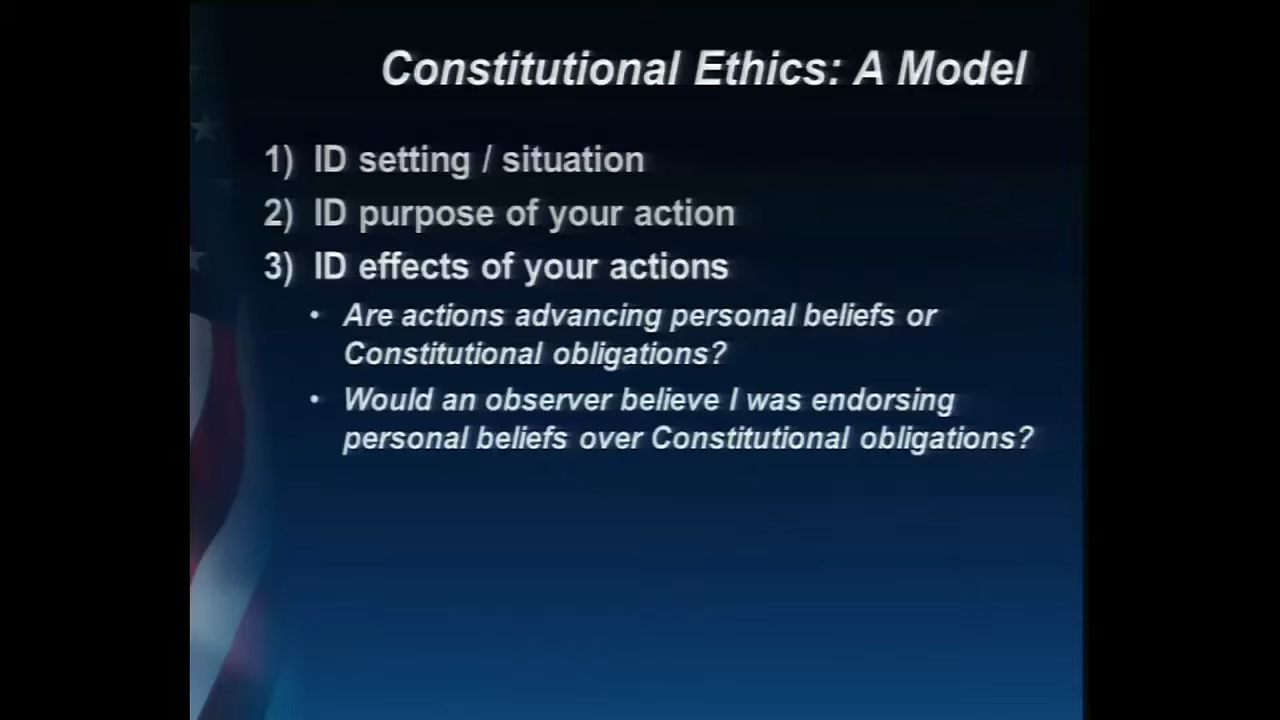 Constitutional Ethics: A Model
1) ID setting / situation
2) ID purpose of your action
3) ID effects of your actions
• Are actions advancing personal beliefs or
Constitutional obligations?
• Would an observer believe I was endorsing
personal beliefs over Constitutional obligations?